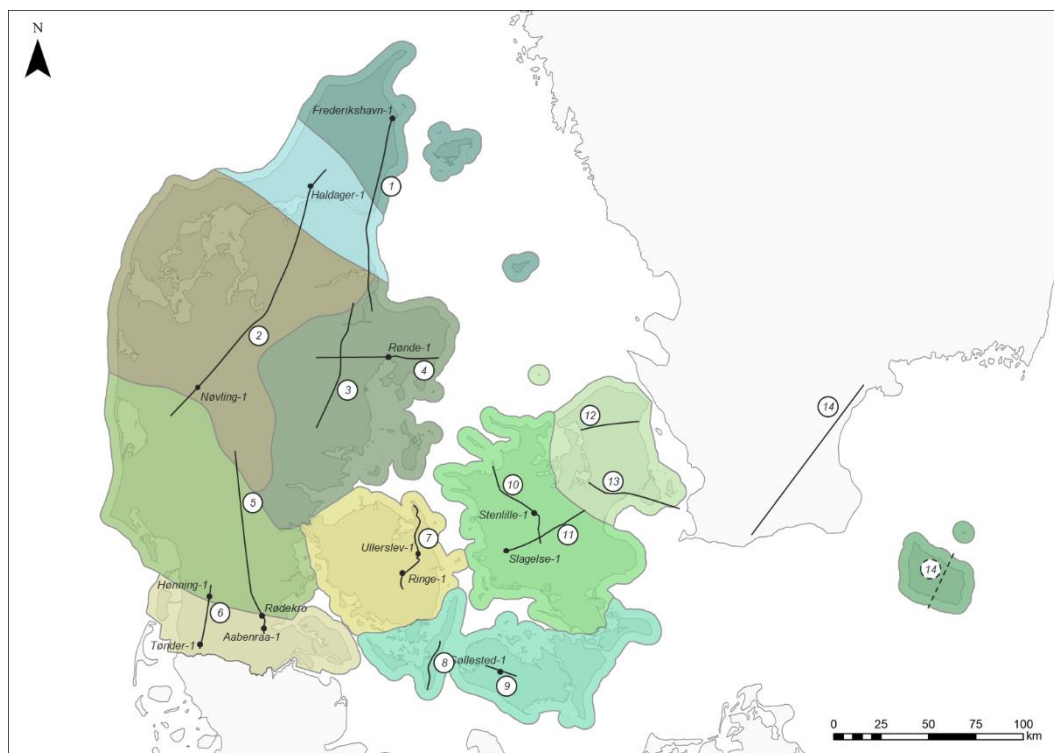 N
Frederikshavn-1
1
Haldager-1
2
Rønde-1
3
4
Nøvling-1
14
12
5
10
13
Stenlille-1
Ullerslev-1
7
11
Slagelse-1
14
Hønning-1
Ringe-1
6
Rødekro
Aabenraa-1
Tønder-1
8
Søllested-1
9
0 25 50 100
km